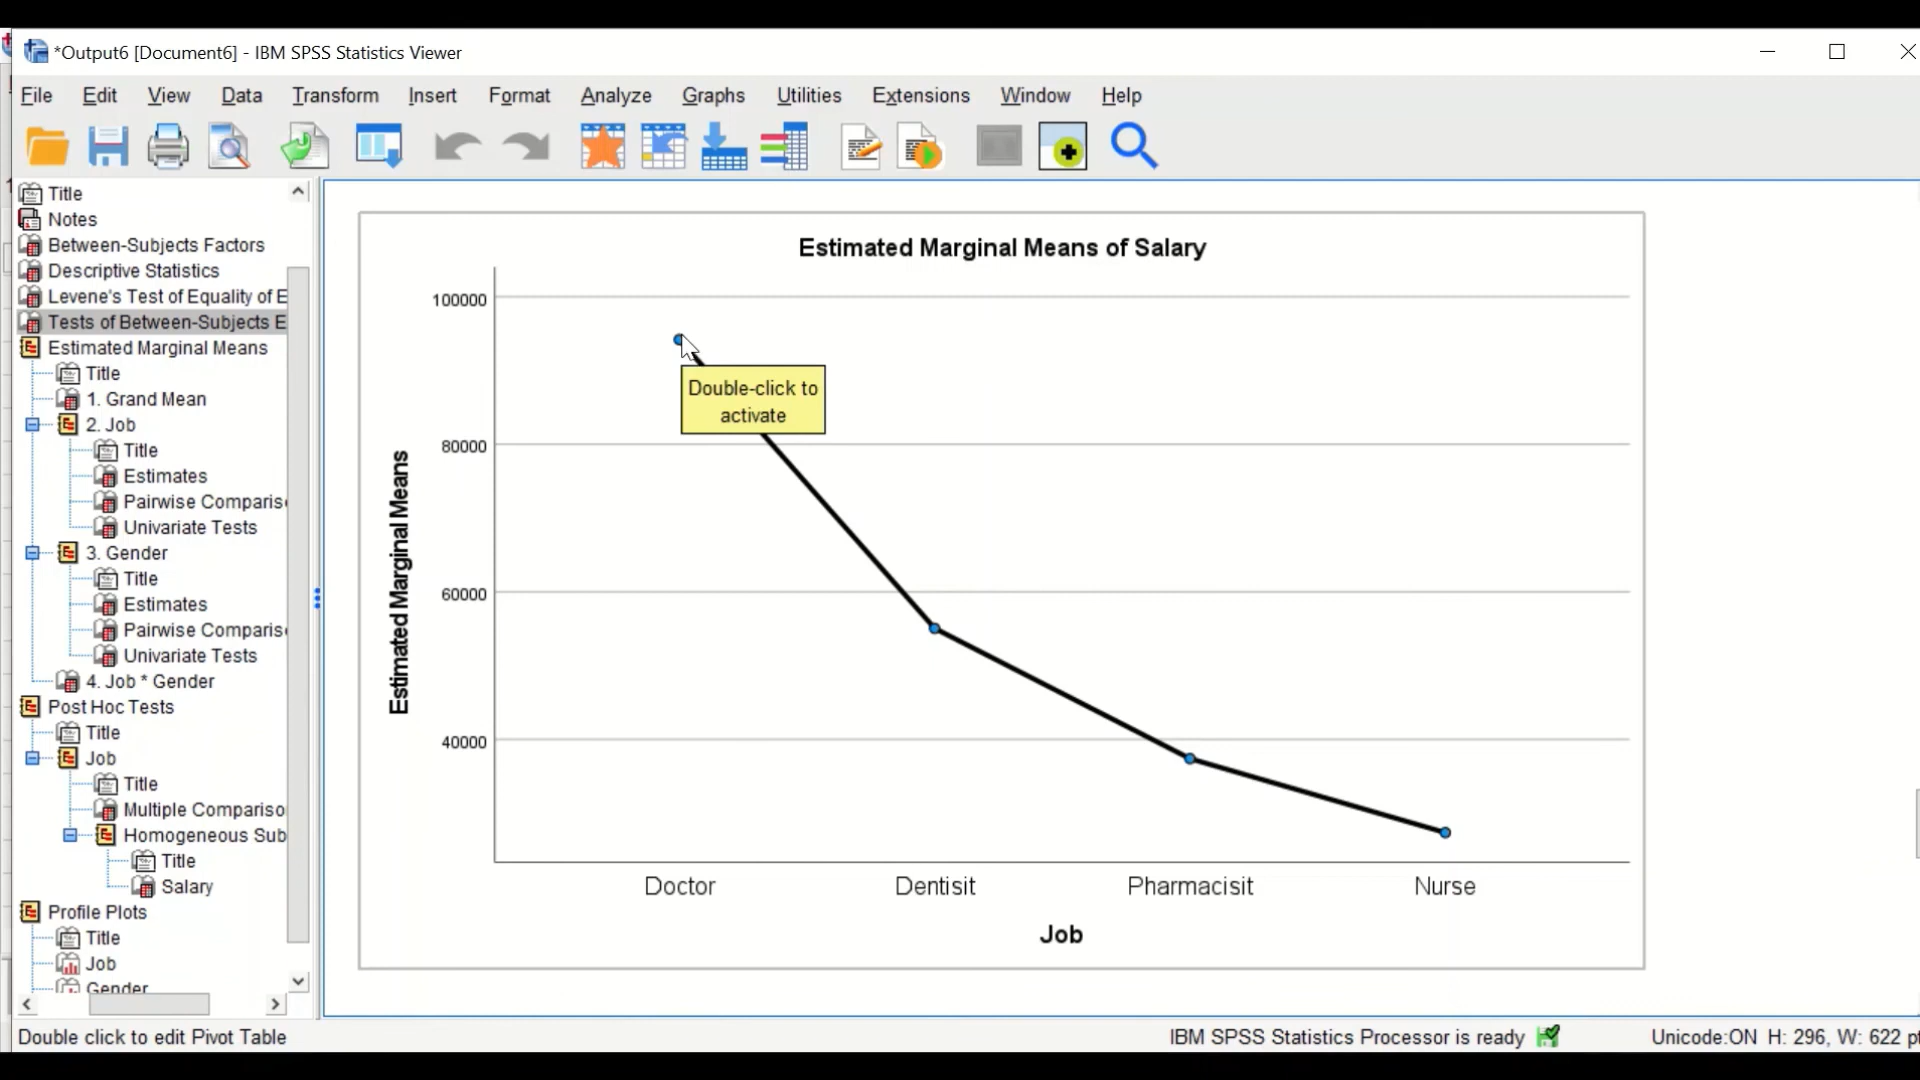 *Output6 [Document6] - IBM SPSS Statistics Viewer
File Edit View Data Transform Insert Format Analyze Graphs Utilities Extensions Window Help
Title
Notes
Between-Subjects Factors
Descriptive Statistics
Levene's Test of Equality of E
Tests of Between-Subjects E
Estimated Marginal Means
Title
1. Grand Mean
2. Job
Title
Estimates
Pairwise Comparis
Univariate Tests
3. Gender
Title
Estimates
Pairwise Comparis
Univariate Tests
4. Job * Gender
Post Hoc Tests
Title
Job
Title
Multiple Compariso
Homogeneous Sub
Title
Salary
Profile Plots
Title
Job
Gender
Estimated Marginal Means of Salary
Estimated Marginal Means
100000
80000
60000
40000
Double-click to
activate
Doctor Dentisit Pharmacisit Nurse
Job
Double click to edit Pivot Table IBM SPSS Statistics Processor is ready Unicode:ON H: 296, W: 622 pt